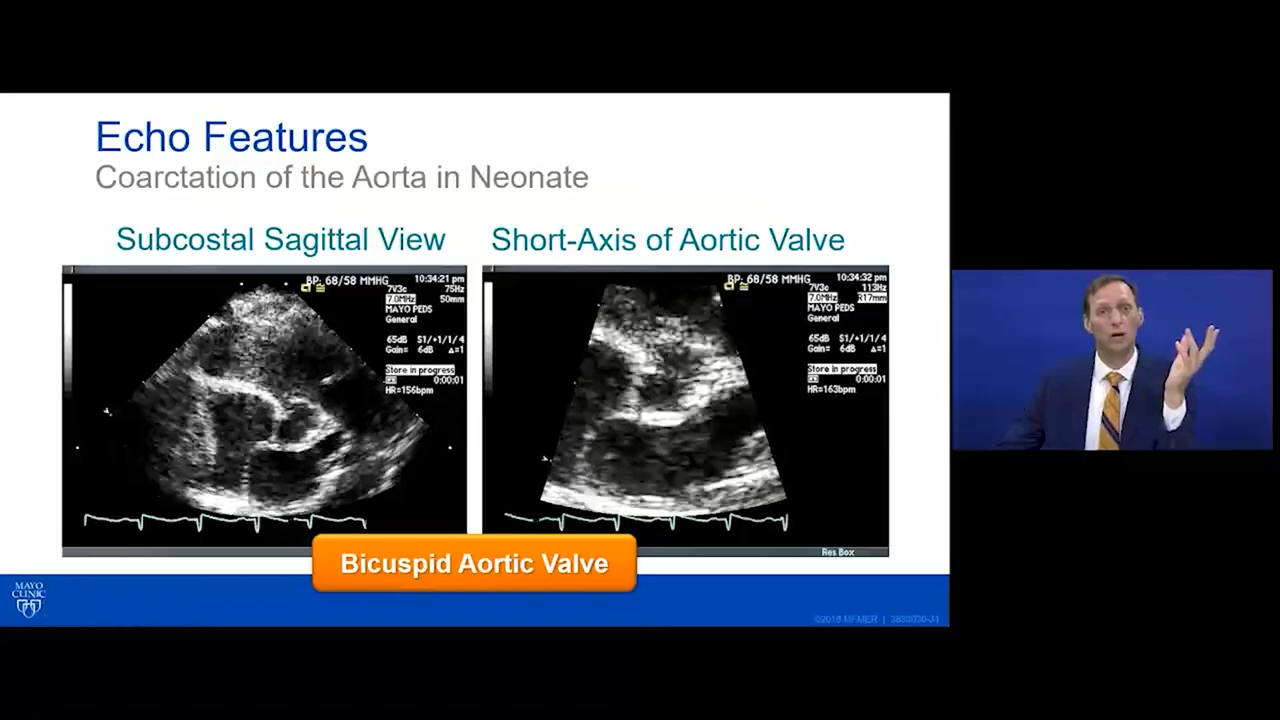 Echo Features
Coarctation of the Aorta in Neonate
Subcostal Sagittal View
Short-Axis of Aortic Valve
BP: 68/58 MMHG
10:34:21 pm
7V3c 75Hz
7.0MHz 50mm
MAYO PEDS
General
65dB S1/+1/1/4
Gain= 6dB Δ=1
Store in progress
0:00:01
HR=156bpm
BP: 68/58 MMHG
10:34:32 pm
7V3c 113Hz
7.0MHz R17mm
MAYO PEDS
General
65dB S1/+1/1/4
Gain= 6dB Δ=1
Store in progress
0:00:01
HR=163bpm
Res Box
Bicuspid Aortic Valve
MAYO
CLINIC